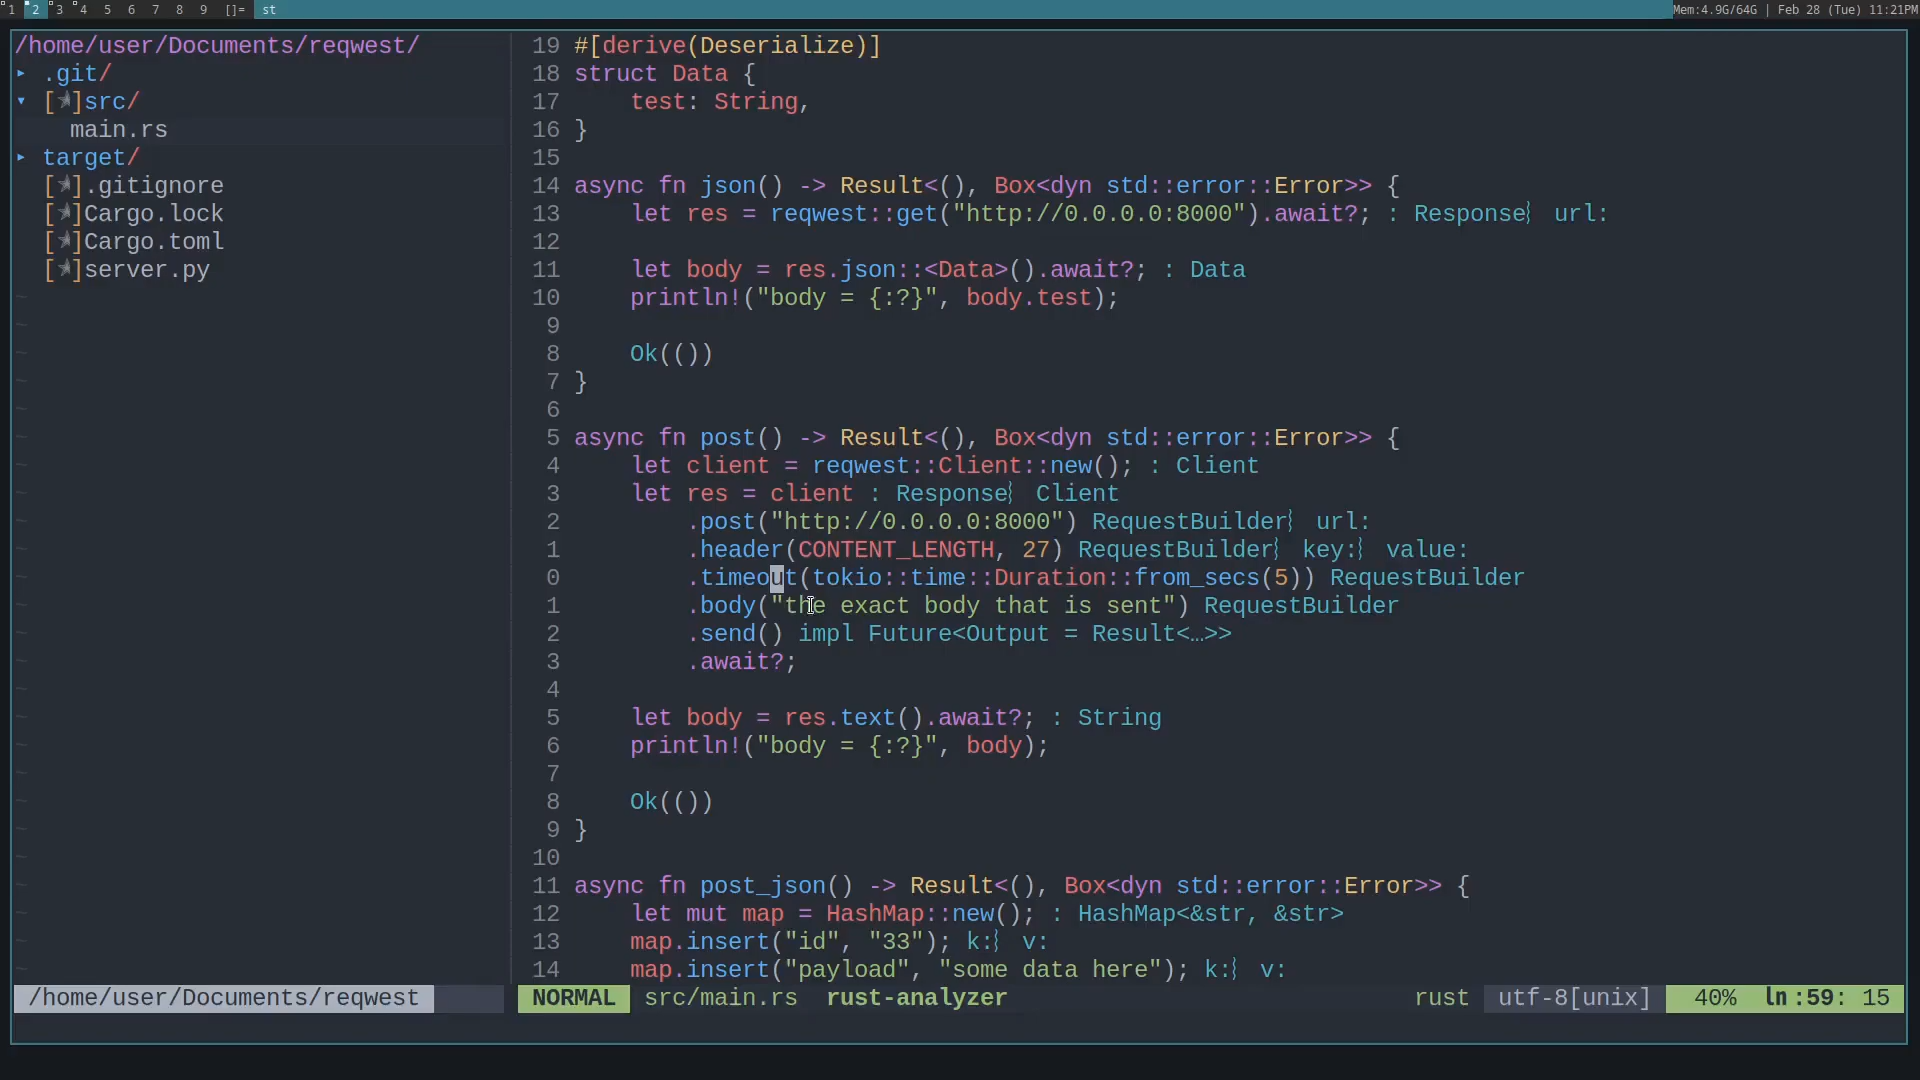 1 2 3 4 5 6 7 8 9 []= st Mem:4.9G/64G | Feb 28 (Tue) 11:21PM
/home/user/Documents/reqwest/
▸ .git/
▾ [★]src/
main.rs
▸ target/
[★].gitignore
[★]Cargo.lock
[★]Cargo.toml
[★]server.py
19 #[derive(Deserialize)]
18 struct Data {
17     test: String,
16 }
15
14 async fn json() -> Result<(), Box<dyn std::error::Error>> {
13     let res = reqwest::get("http://0.0.0.0:8000").await?; : Response⦚ url:
12
11     let body = res.json::<Data>().await?; : Data
10     println!("body = {:?}", body.test);
9
8     Ok(())
7 }
6
5 async fn post() -> Result<(), Box<dyn std::error::Error>> {
4     let client = reqwest::Client::new(); : Client
3     let res = client : Response⦚ Client
2         .post("http://0.0.0.0:8000") RequestBuilder⦚ url:
1         .header(CONTENT_LENGTH, 27) RequestBuilder⦚ key:⦚ value:
0         .timeout(tokio::time::Duration::from_secs(5)) RequestBuilder
1         .body("the exact body that is sent") RequestBuilder
2         .send() impl Future<Output = Result<…>>
3         .await?;
4
5     let body = res.text().await?; : String
6     println!("body = {:?}", body);
7
8     Ok(())
9 }
10
11 async fn post_json() -> Result<(), Box<dyn std::error::Error>> {
12     let mut map = HashMap::new(); : HashMap<&str, &str>
13     map.insert("id", "33"); k:⦚ v:
14     map.insert("payload", "some data here"); k:⦚ v:
/home/user/Documents/reqwest NORMAL src/main.rs rust-analyzer rust utf-8[unix] 40% ln :59: 15